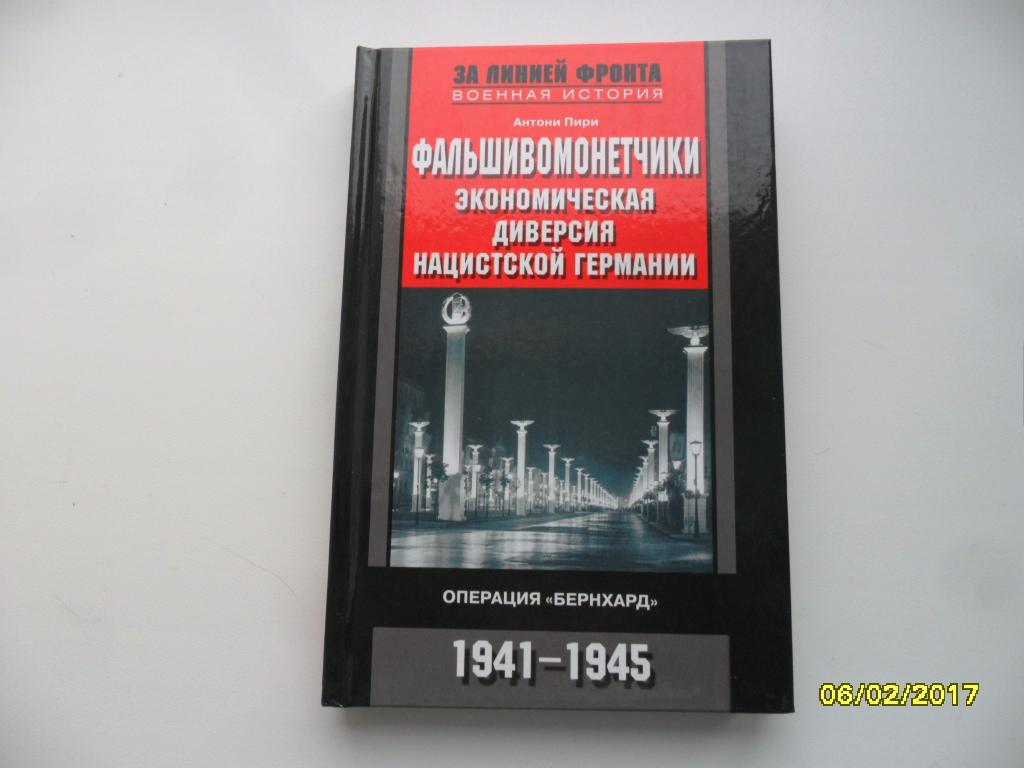 ЗА ЛИНИЕЙ ФРОНТА
ВОЕННАЯ ИСТОРИЯ
Антони Пири
ФАЛЬШИВОМОНЕТЧИКИ
ЭКОНОМИЧЕСКАЯ
ДИВЕРСИЯ
НАЦИСТСКОЙ ГЕРМАНИИ
ОПЕРАЦИЯ «БЕРНХАРД»
1941–1945
06/02/2017